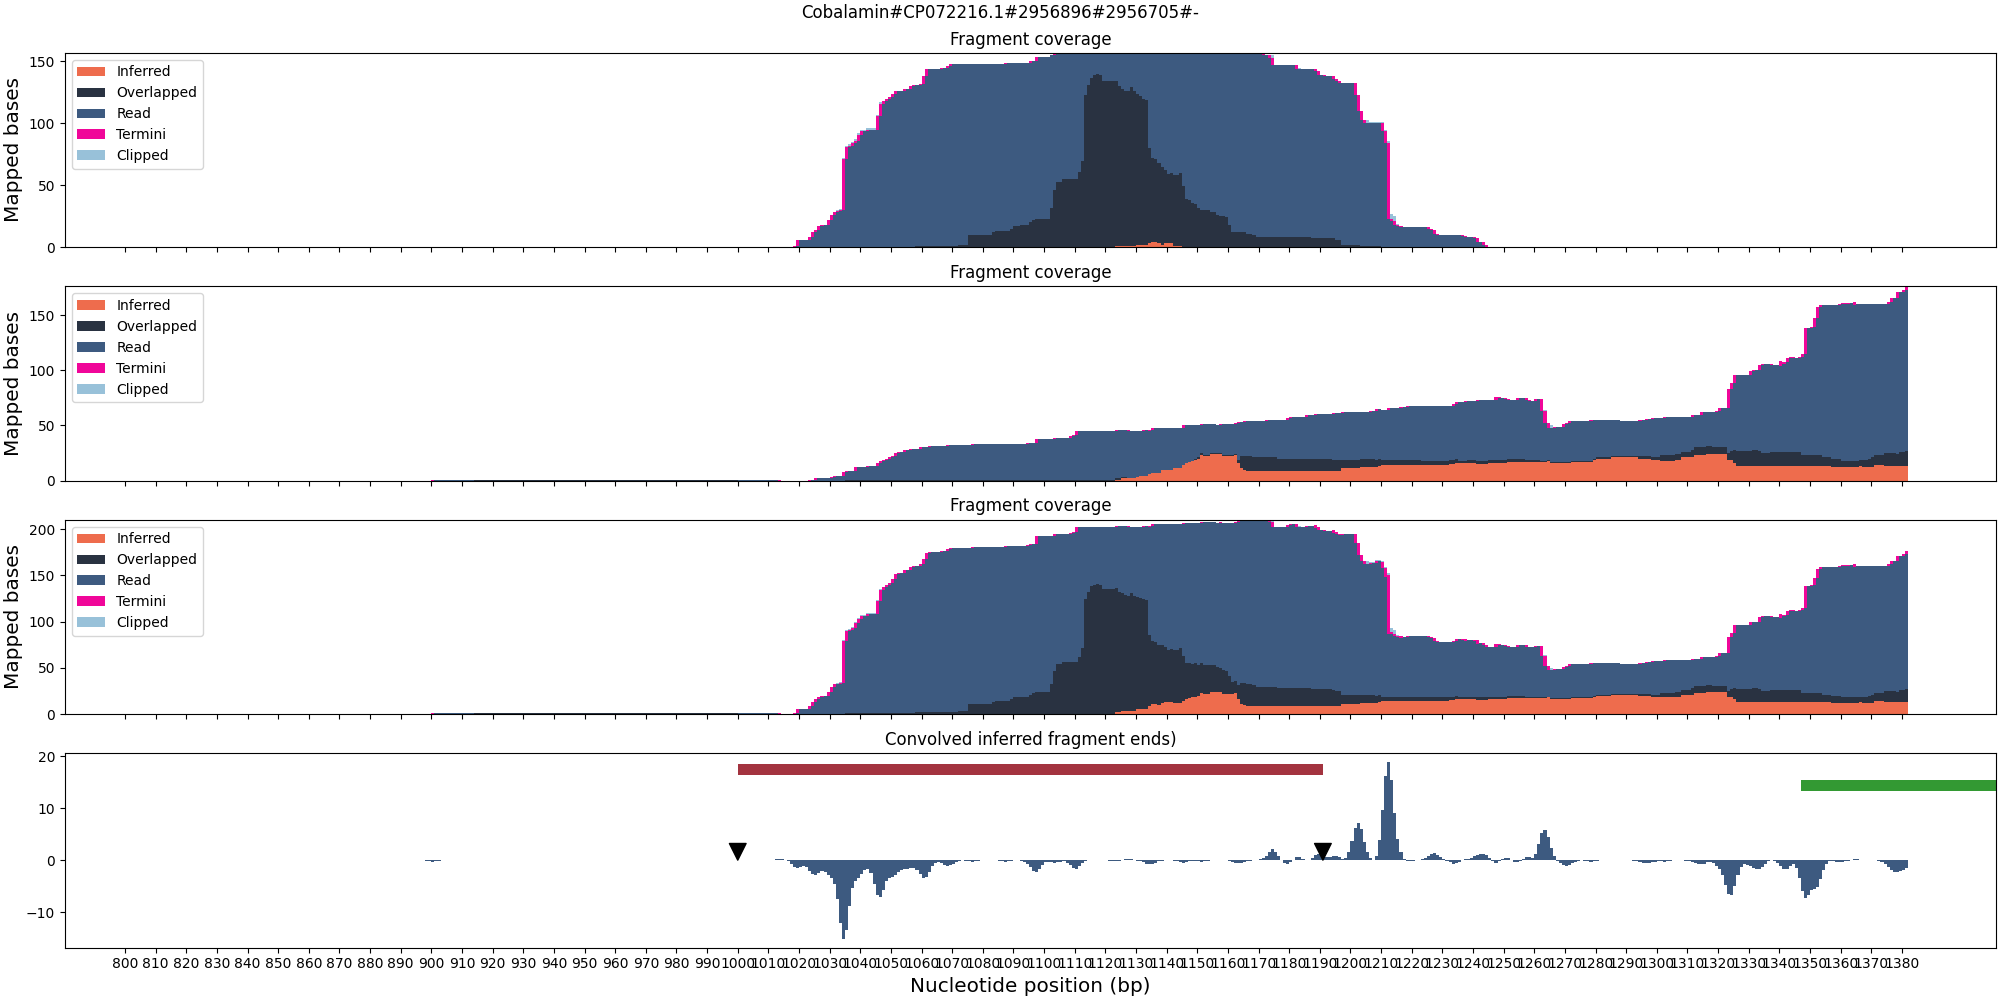 Cobalamin#CP072216.1#2956896#2956705#-
Fragment coverage
Mapped bases
150
100
50
0
Inferred
Overlapped
Read
Termini
Clipped
Fragment coverage
Mapped bases
150
100
50
0
Inferred
Overlapped
Read
Termini
Clipped
Fragment coverage
Mapped bases
200
150
100
50
0
Inferred
Overlapped
Read
Termini
Clipped
Convolved inferred fragment ends)
20
10
0
−10
800 810 820 830 840 850 860 870 880 890 900 910 920 930 940 950 960 970 980 990 1000 1010 1020 1030 1040 1050 1060 1070 1080 1090 1100 1110 1120 1130 1140 1150 1160 1170 1180 1190 1200 1210 1220 1230 1240 1250 1260 1270 1280 1290 1300 1310 1320 1330 1340 1350 1360 1370 1380
Nucleotide position (bp)